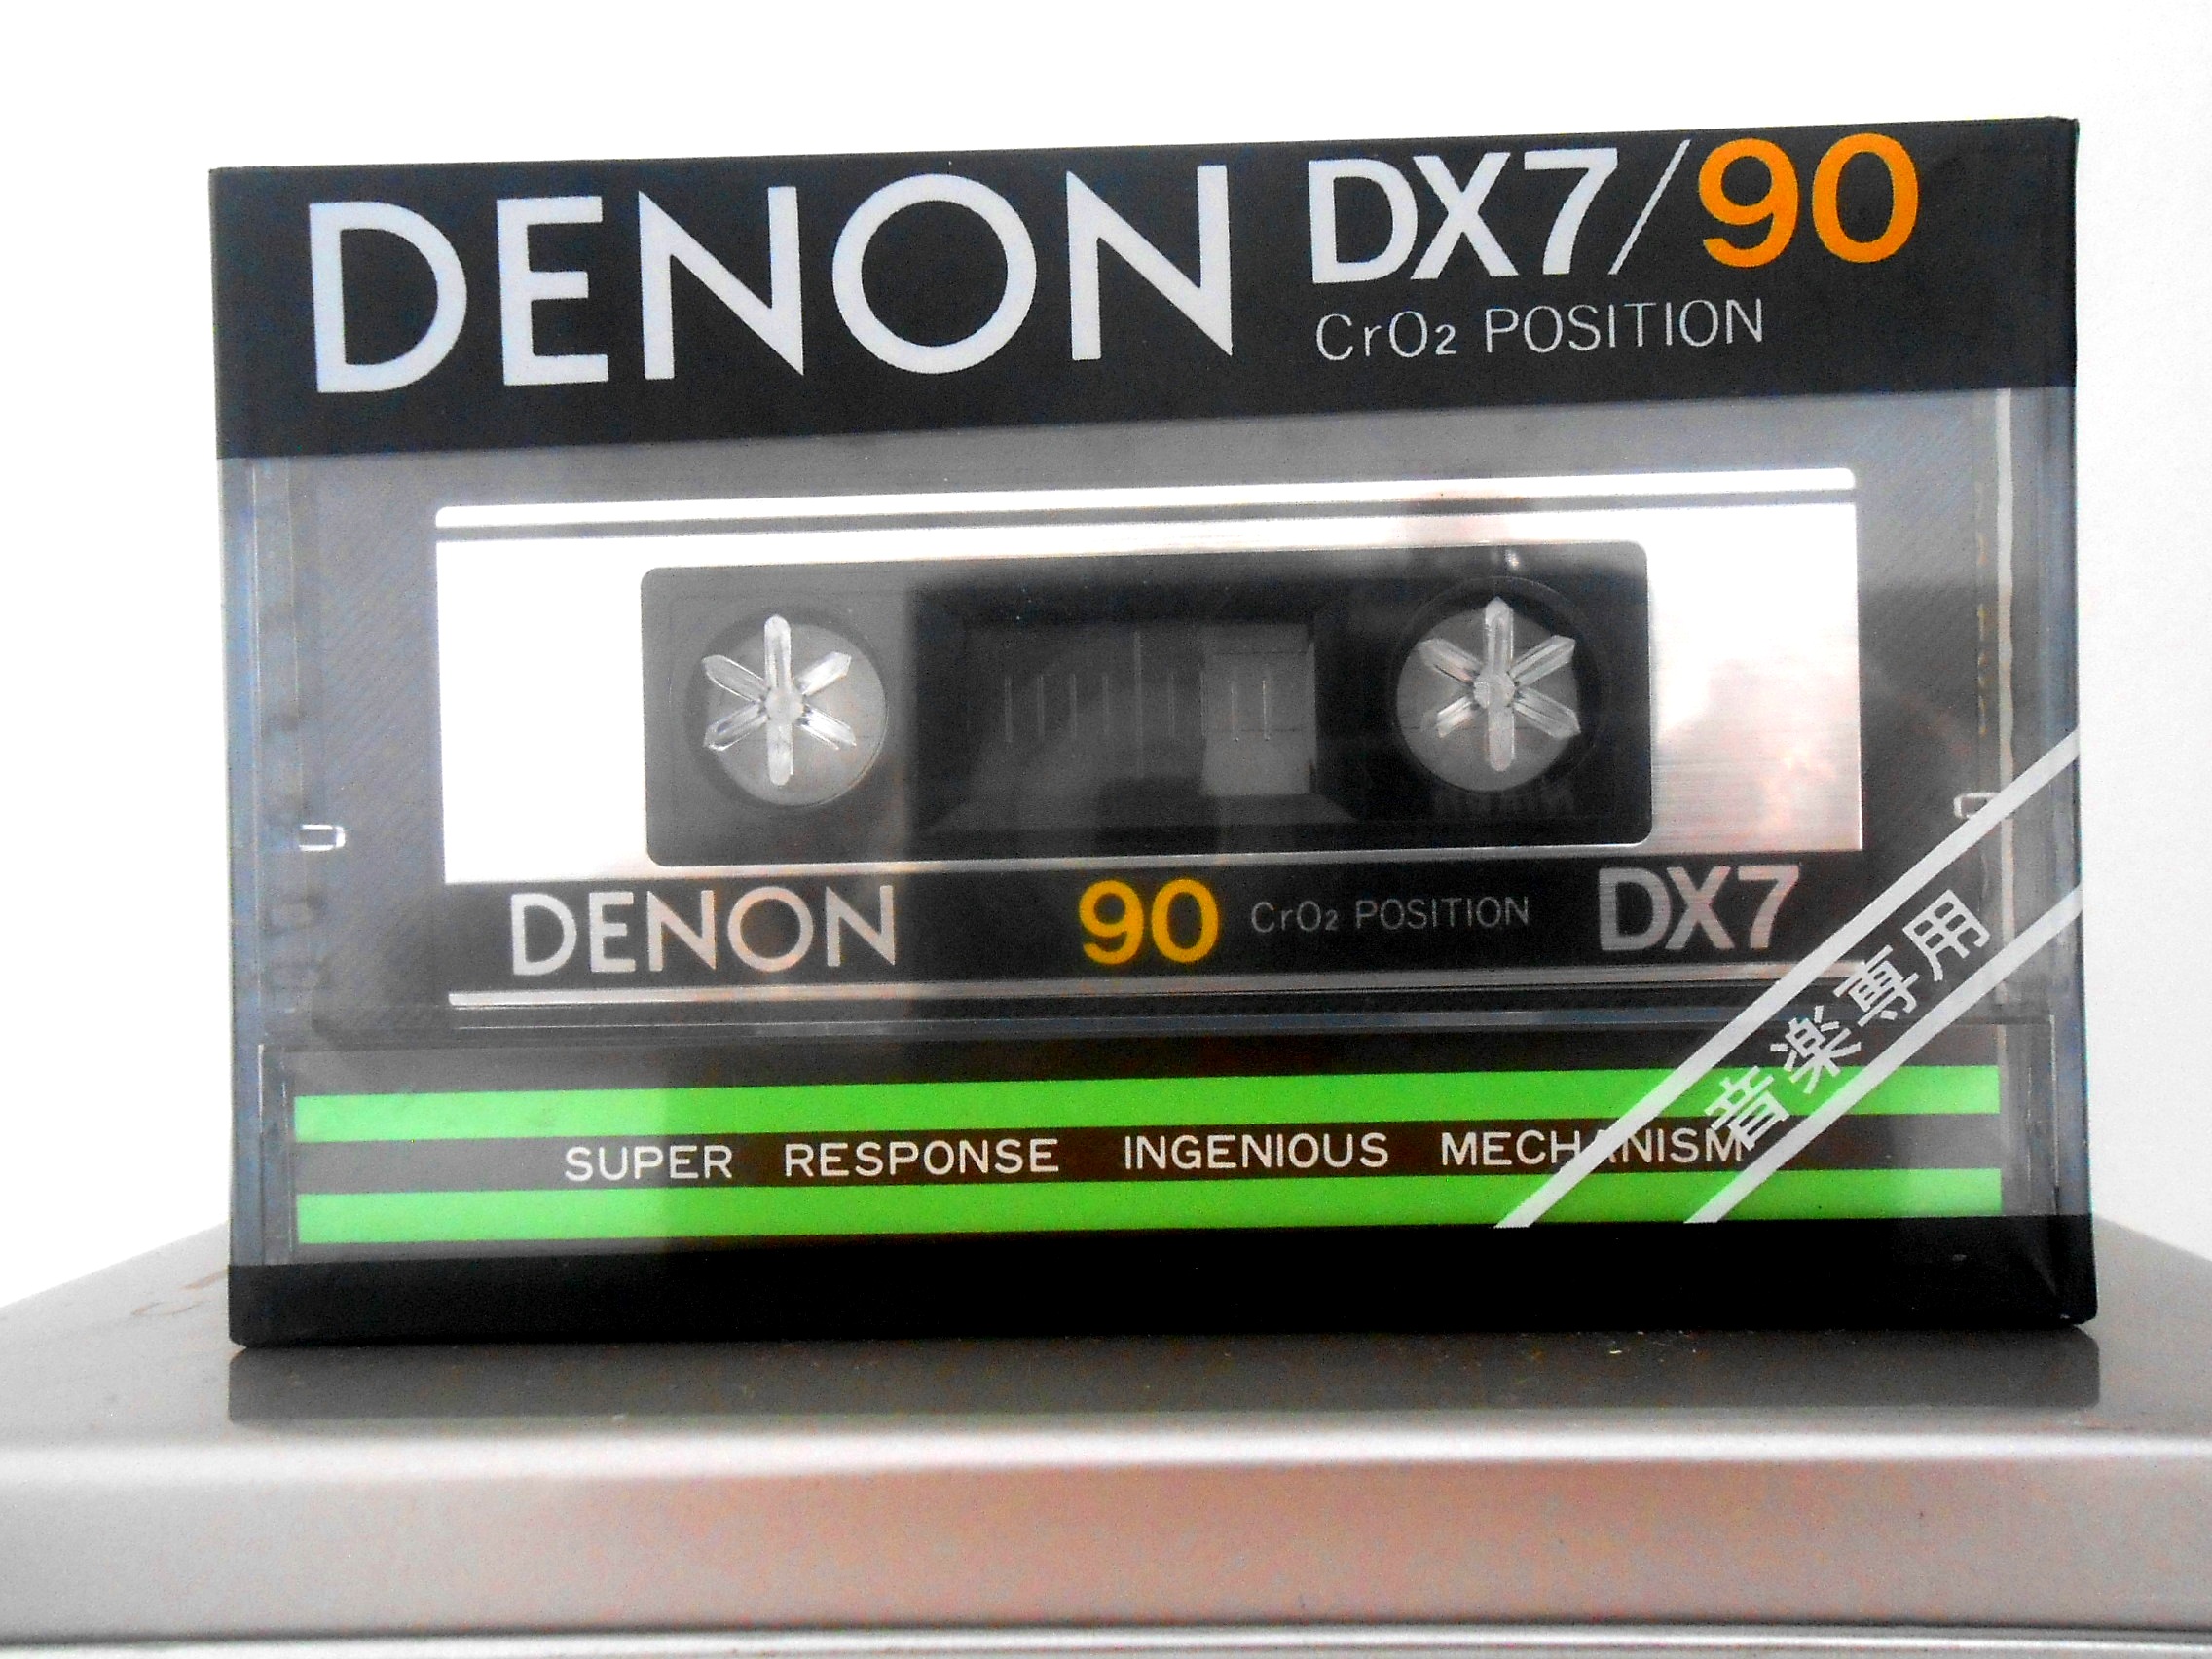 DENON DX7/90
CrO₂ POSITION
DENON 90 CrO₂ POSITION DX7
音楽専用
SUPER RESPONSE INGENIOUS MECHANISM